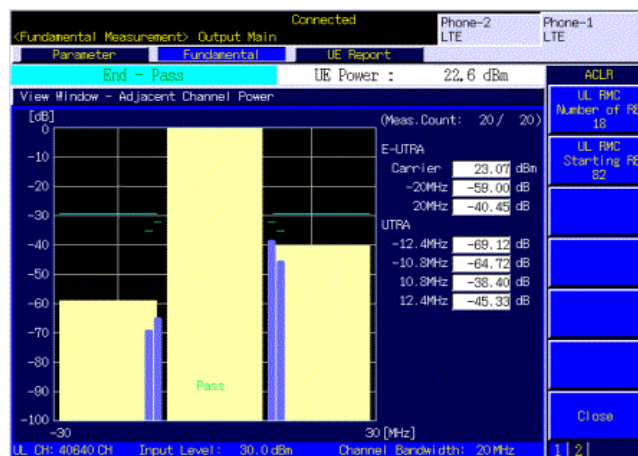 Connected
Phone-2 Phone-1
<Fundamental Measurement> Output Main LTE LTE
Parameter Fundamental UE Report
End - Pass UE Power : 22.6 dBm ACLR
View Window - Adjacent Channel Power
UL RMC
Number of RB
18
UL RMC
Starting RB
82
Close
1 2
[dB]
0
-10
-20
-30
-40
-50
-60
-70
-80
-90
-100
-30 30 [MHz]
Pass
(Meas.Count: 20/ 20)
E-UTRA
Carrier 23.07 dBm
-20MHz -59.00 dB
20MHz -40.45 dB
UTRA
-12.4MHz -69.12 dB
-10.8MHz -64.72 dB
10.8MHz -38.40 dB
12.4MHz -45.33 dB
UL CH: 40640 CH Input Level: 30.0 dBm Channel Bandwidth: 20 MHz